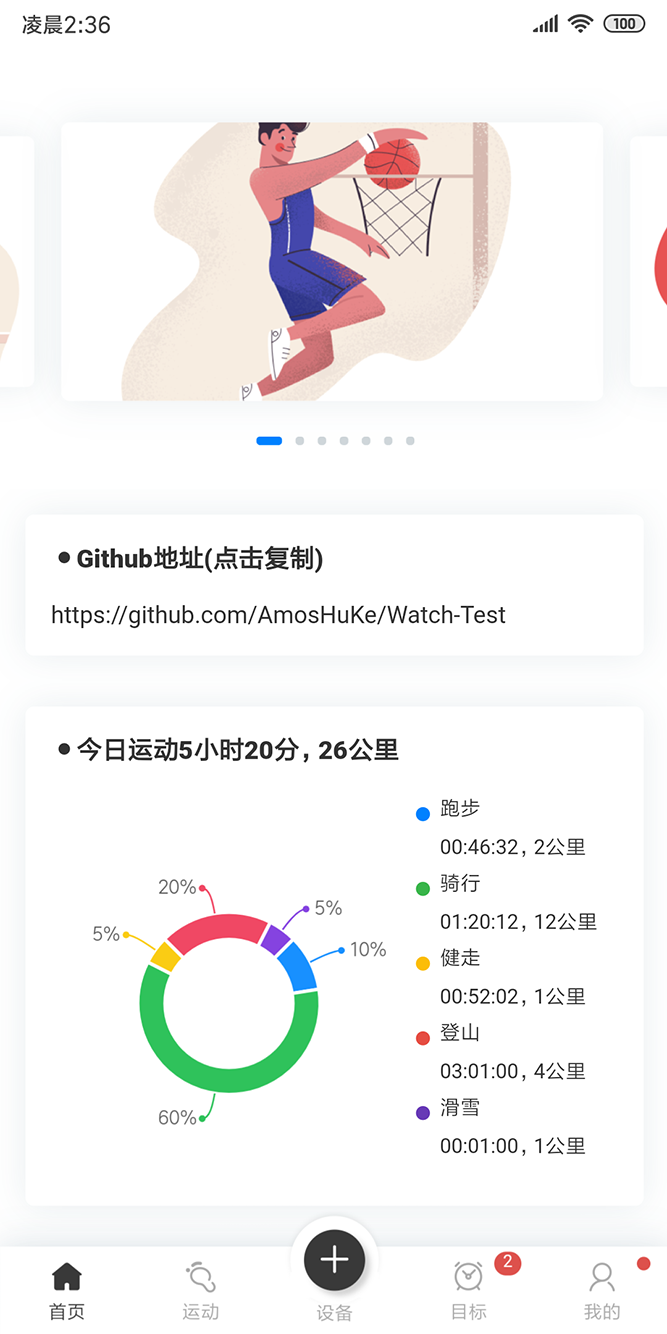 凌晨2:36
100
Github地址(点击复制)
https://github.com/AmosHuKe/Watch-Test
今日运动5小时20分，26公里
跑步
00:46:32，2公里
骑行
01:20:12，12公里
健走
00:52:02，1公里
登山
03:01:00，4公里
滑雪
00:01:00，1公里
20%
5%
5%
10%
60%
首页
运动
设备
2
目标
我的